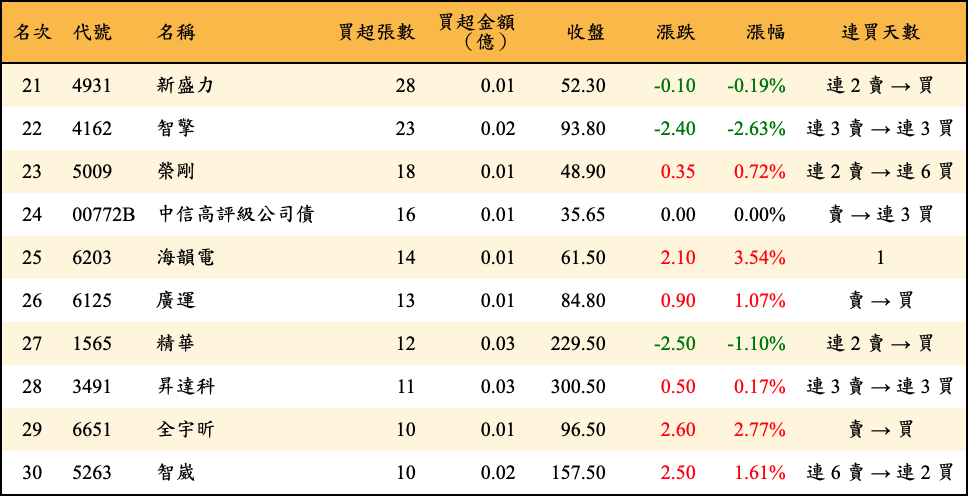 名次 代號 名稱 買超張數 買超金額（億） 收盤 漲跌 漲幅 連買天數
21 4931 新盛力 28 0.01 52.30 -0.10 -0.19% 連 2 賣 → 買
22 4162 智擎 23 0.02 93.80 -2.40 -2.63% 連 3 賣 → 連 3 買
23 5009 榮剛 18 0.01 48.90 0.35 0.72% 連 2 賣 → 連 6 買
24 00772B 中信高評級公司債 16 0.01 35.65 0.00 0.00% 賣 → 連 3 買
25 6203 海韻電 14 0.01 61.50 2.10 3.54% 1
26 6125 廣運 13 0.01 84.80 0.90 1.07% 賣 → 買
27 1565 精華 12 0.03 229.50 -2.50 -1.10% 連 2 賣 → 買
28 3491 昇達科 11 0.03 300.50 0.50 0.17% 連 3 賣 → 連 3 買
29 6651 全宇昕 10 0.01 96.50 2.60 2.77% 賣 → 買
30 5263 智崴 10 0.02 157.50 2.50 1.61% 連 6 賣 → 連 2 買